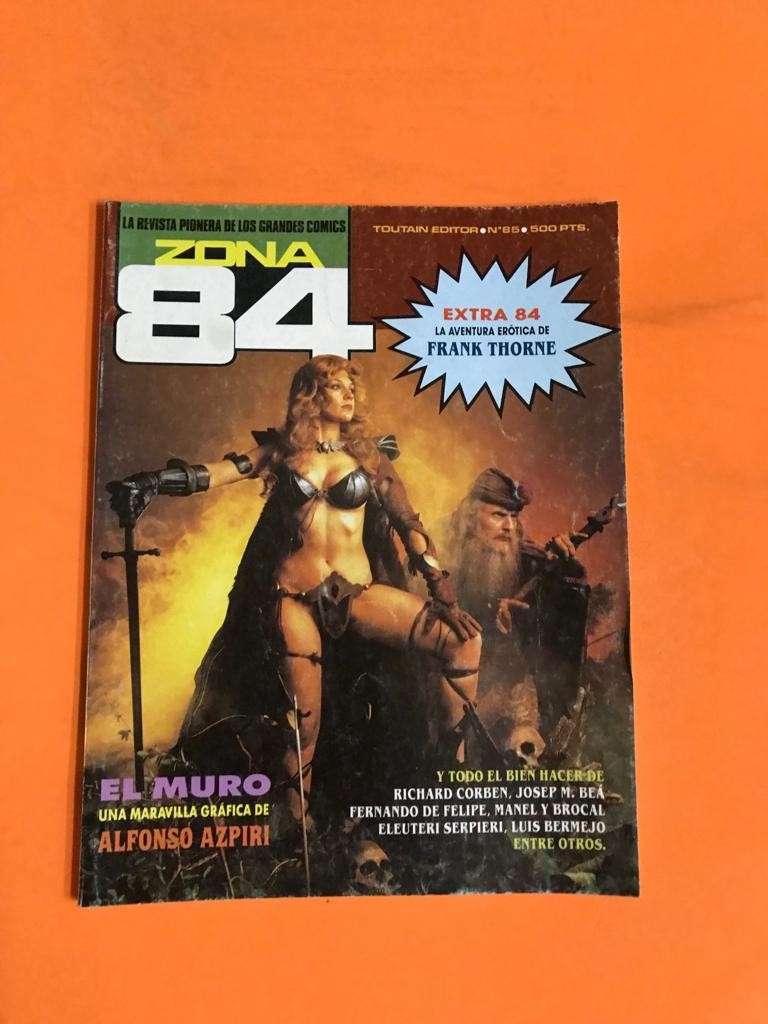 LA REVISTA PIONERA DE LOS GRANDES COMICS
ZONA
84
TOUTAIN EDITOR • Nº 85 • 500 PTS.
EXTRA 84
LA AVENTURA ERÓTICA DE
FRANK THORNE
EL MURO
UNA MARAVILLA GRÁFICA DE
ALFONSO AZPIRI
Y TODO EL BIEN HACER DE
RICHARD CORBEN, JOSEP M. BEÁ
FERNANDO DE FELIPE, MANEL Y BROCAL
ELEUTERI SERPIERI, LUIS BERMEJO
ENTRE OTROS.